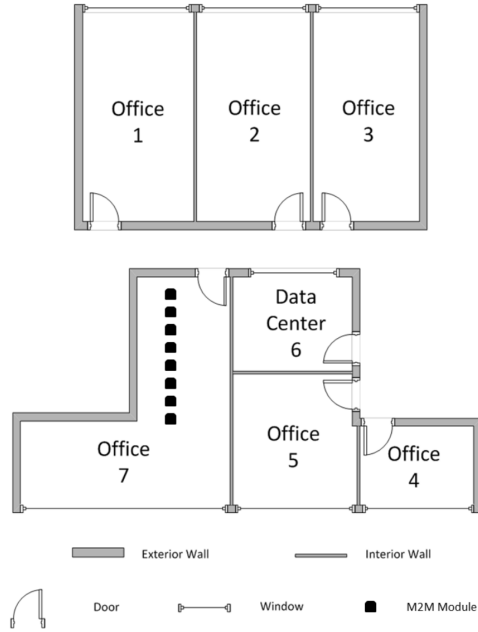 Office
1
Office
2
Office
3
Data
Center
6
Office
7
Office
5
Office
4
Exterior Wall
Interior Wall
Door
Window
M2M Module